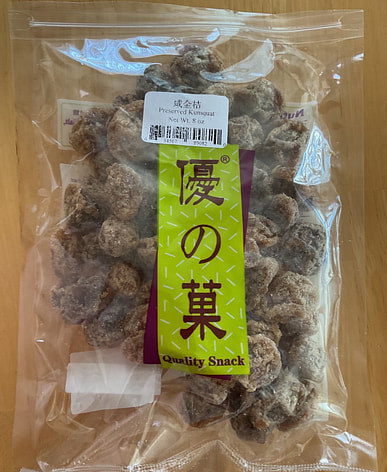 咸金桔
Preserved Kumquat
Net Wt. 8 oz
優®
の
菓
Quality Snack